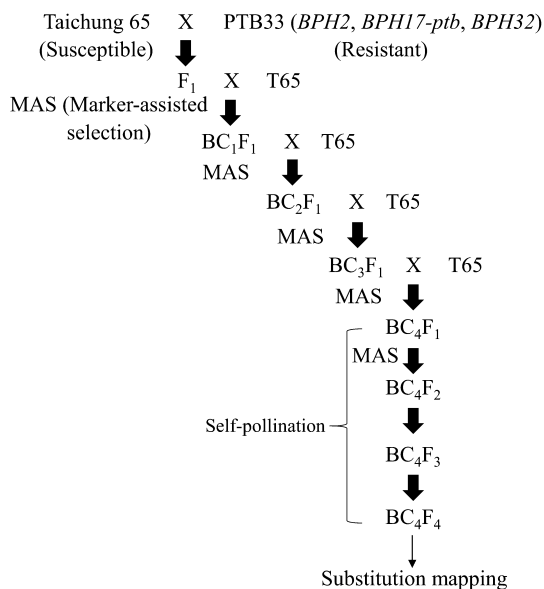 Taichung 65 X PTB33 (BPH2, BPH17-ptb, BPH32)
(Susceptible) (Resistant)
F₁ X T65
MAS (Marker-assisted
selection)
BC₁F₁ X T65
MAS
BC₂F₁ X T65
MAS
BC₃F₁ X T65
MAS
BC₄F₁
MAS
BC₄F₂
Self-pollination
BC₄F₃
BC₄F₄
Substitution mapping